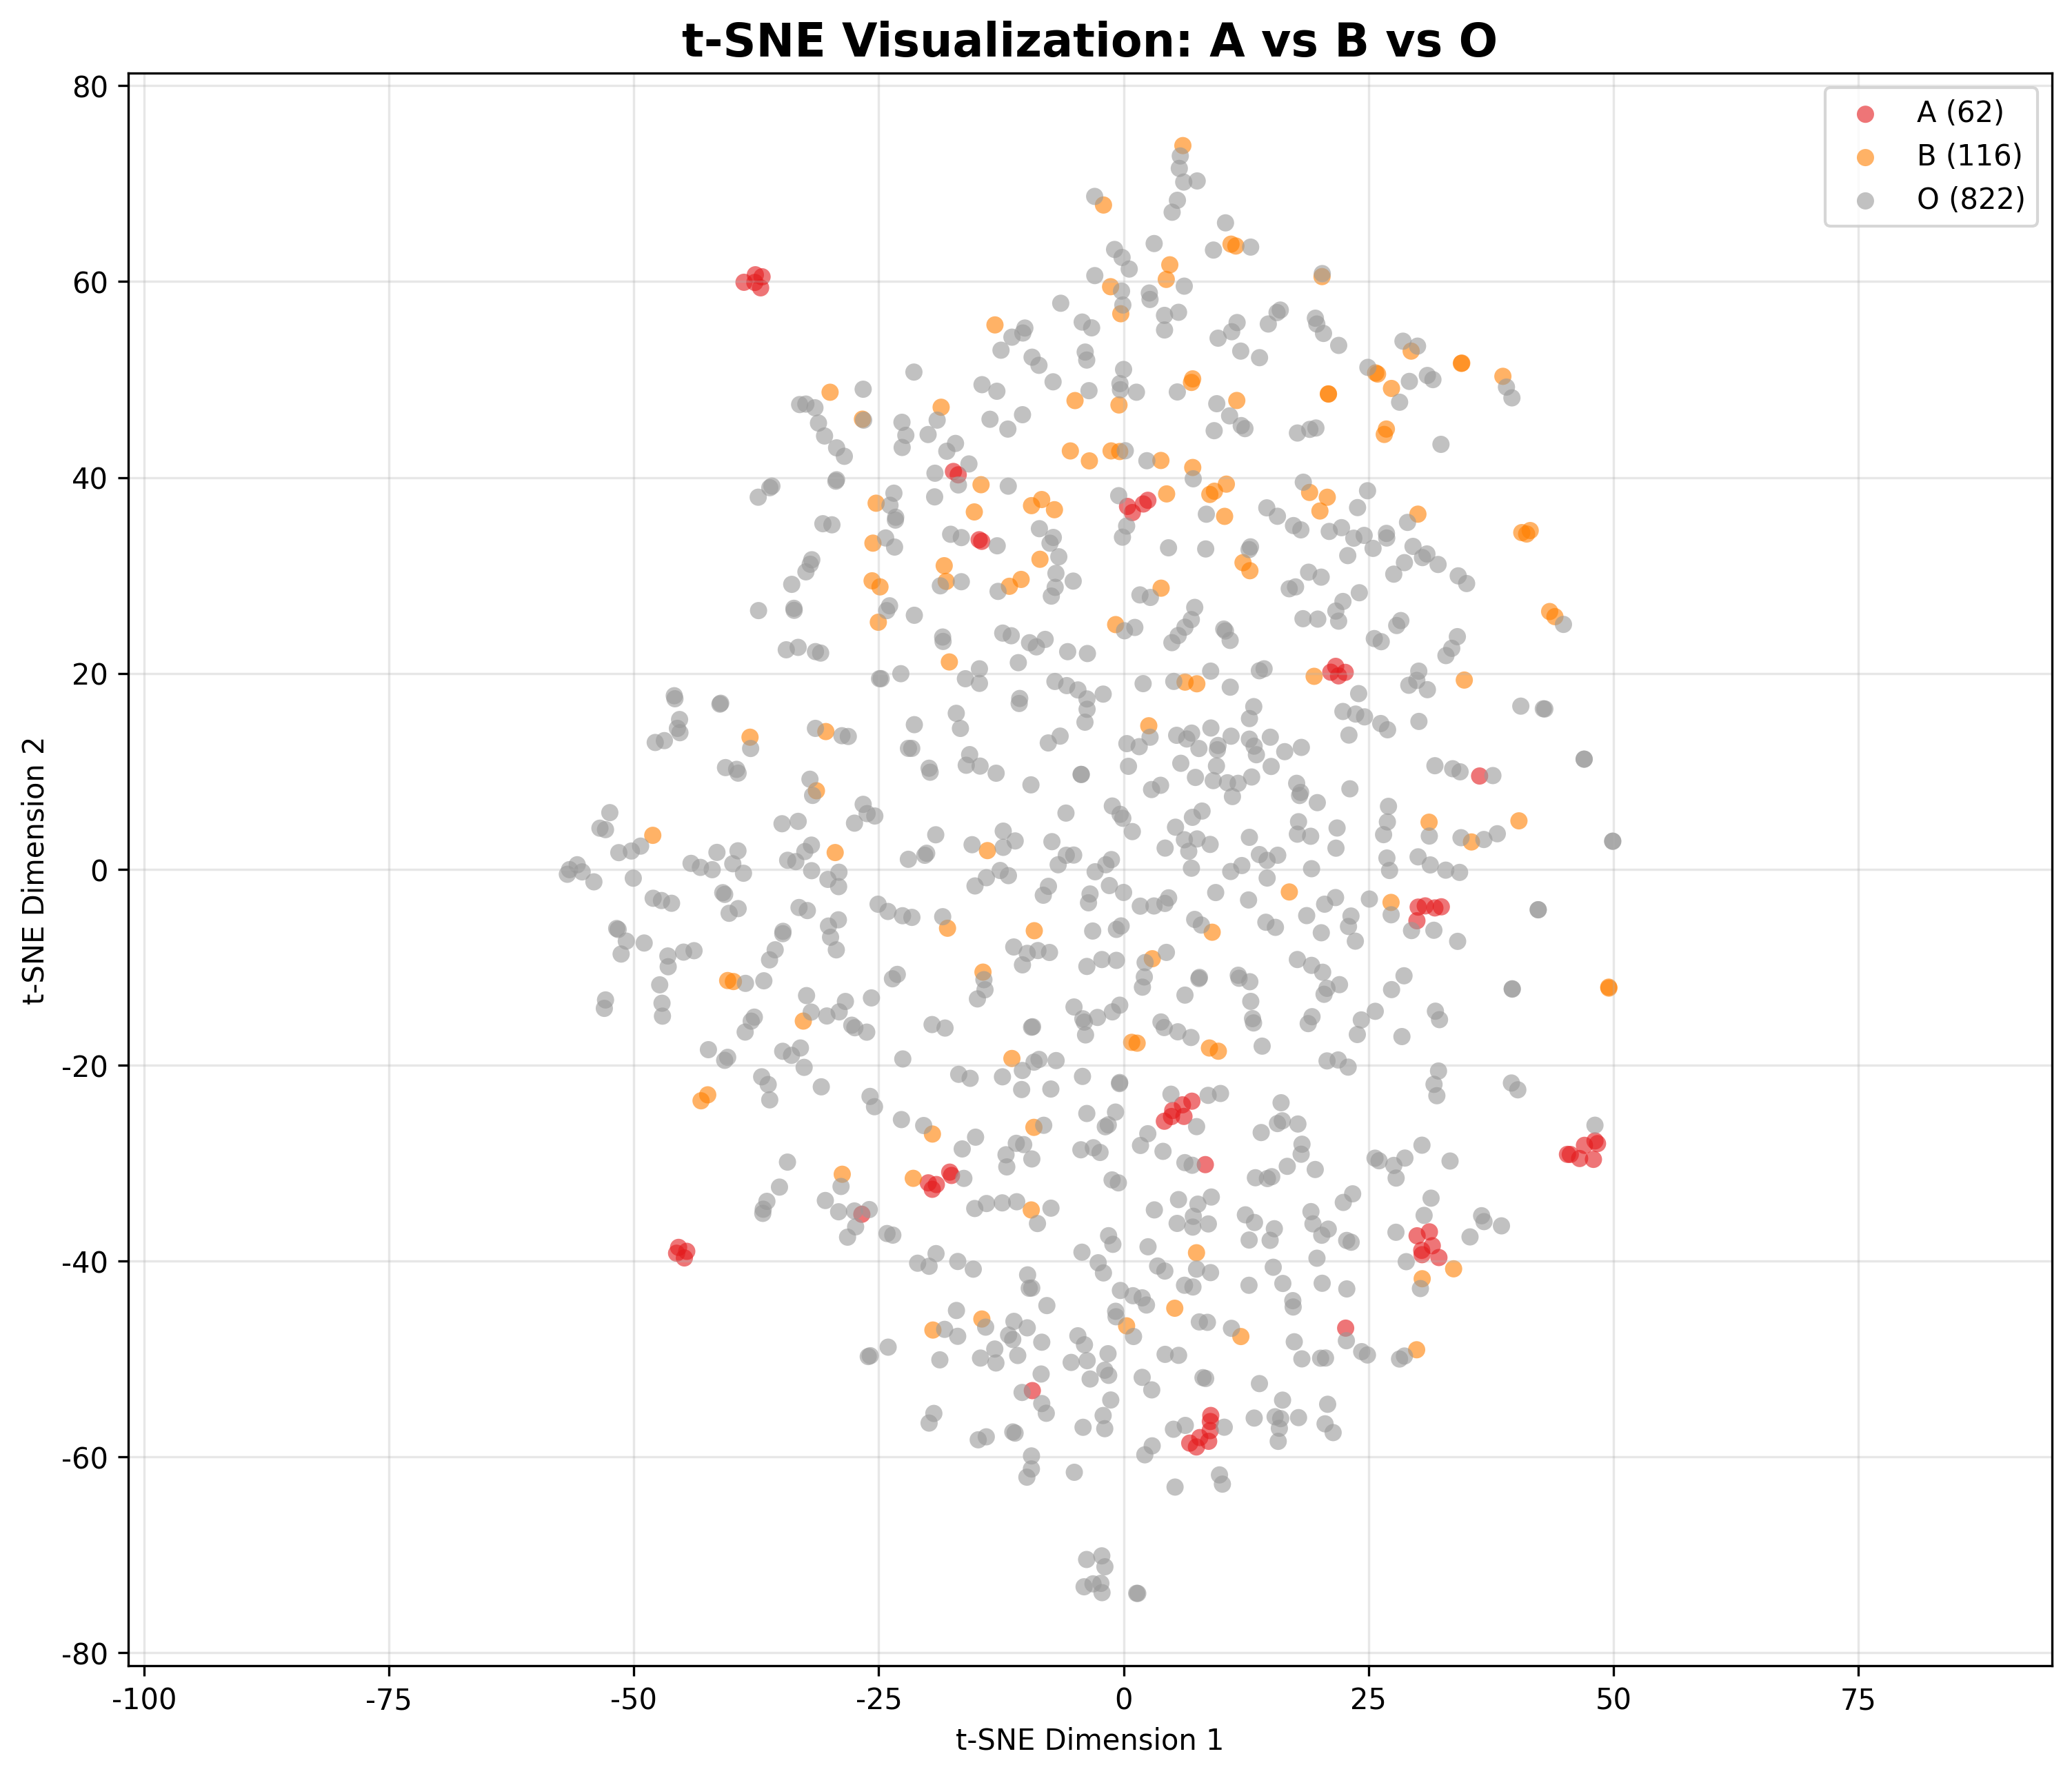 t-SNE Visualization: A vs B vs O
A (62)
B (116)
O (822)
80
60
40
20
0
-20
-40
-60
-80
t-SNE Dimension 2
-100 -75 -50 -25 0 25 50 75
t-SNE Dimension 1